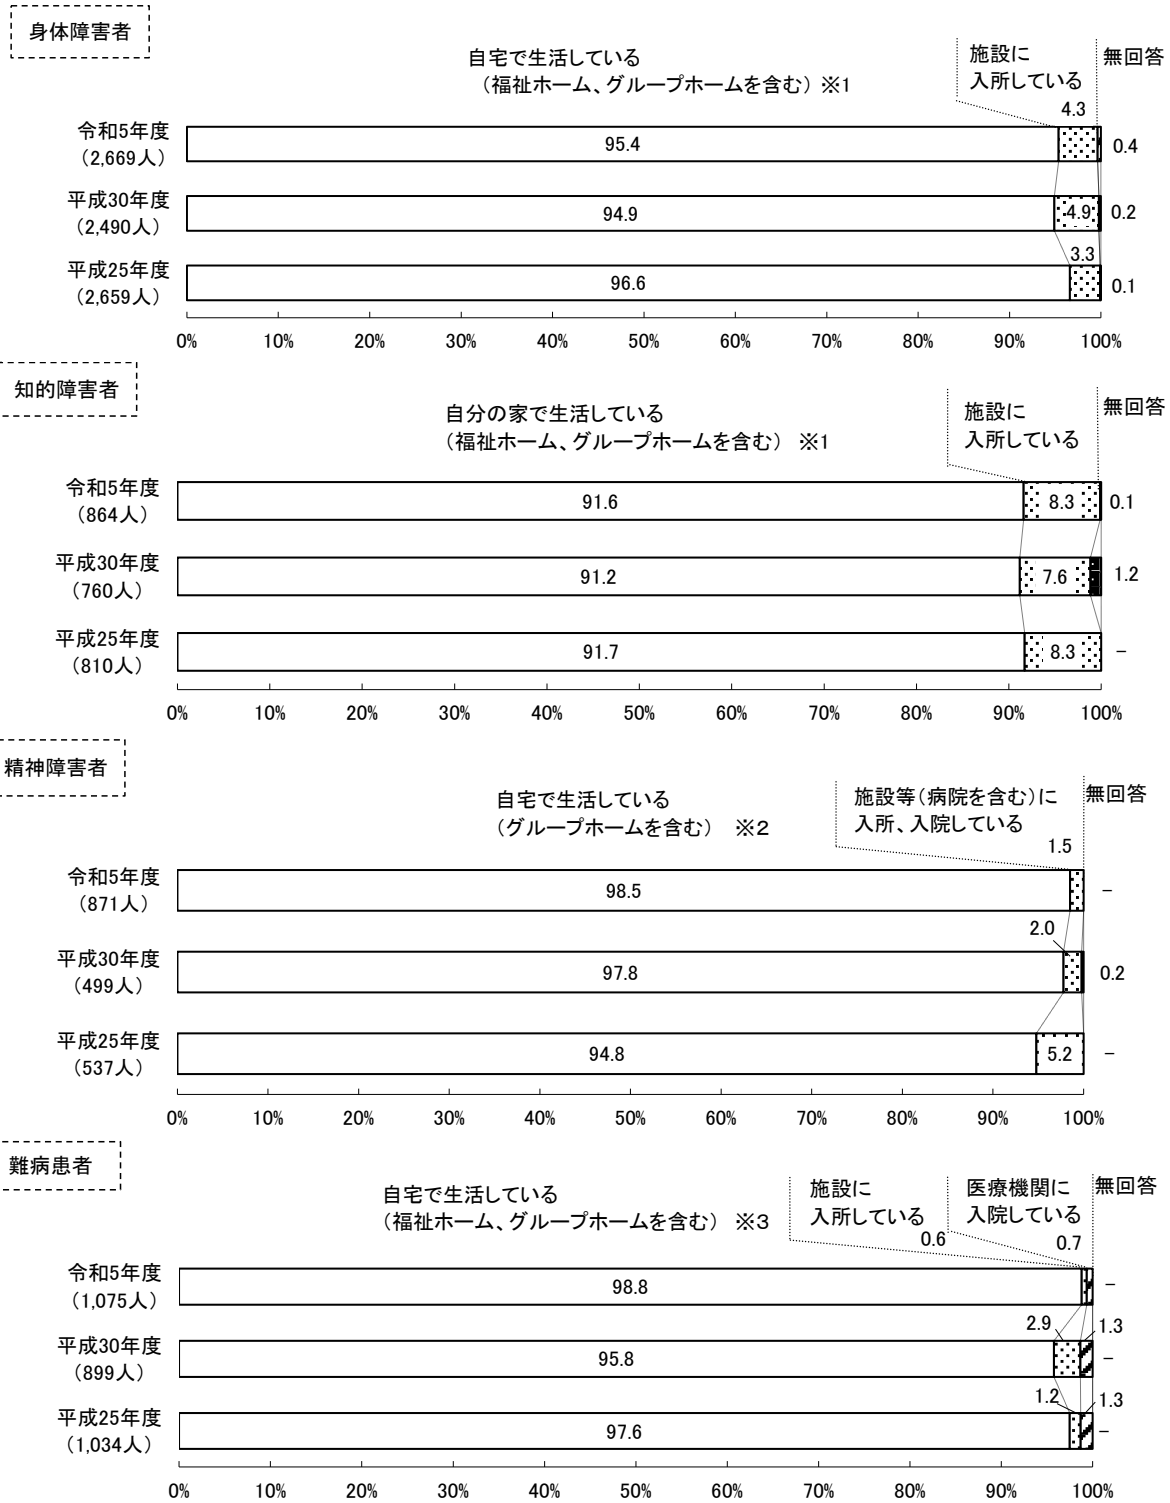 身体障害者
自宅で生活している
（福祉ホーム、グループホームを含む）※1
施設に
入所している
無回答
4.3
令和5年度
（2,669人）
95.4
0.4
平成30年度
（2,490人）
94.9
4.9
0.2
3.3
平成25年度
（2,659人）
96.6
0.1
0% 10% 20% 30% 40% 50% 60% 70% 80% 90% 100%
知的障害者
自分の家で生活している
（福祉ホーム、グループホームを含む） ※1
施設に
入所している
無回答
令和5年度
（864人）
91.6
8.3
0.1
平成30年度
（760人）
91.2
7.6
1.2
平成25年度
（810人）
91.7
8.3
－
0% 10% 20% 30% 40% 50% 60% 70% 80% 90% 100%
精神障害者
自宅で生活している
（グループホームを含む） ※2
施設等（病院を含む）に
入所、入院している
無回答
1.5
令和5年度
（871人）
98.5
－
2.0
平成30年度
（499人）
97.8
0.2
平成25年度
（537人）
94.8
5.2
－
0% 10% 20% 30% 40% 50% 60% 70% 80% 90% 100%
難病患者
自宅で生活している
（福祉ホーム、グループホームを含む） ※3
施設に
入所している
0.6
医療機関に
入院している
0.7
無回答
令和5年度
（1,075人）
98.8
－
2.9
1.3
平成30年度
（899人）
95.8
－
1.2
1.3
平成25年度
（1,034人）
97.6
－
0% 10% 20% 30% 40% 50% 60% 70% 80% 90% 100%